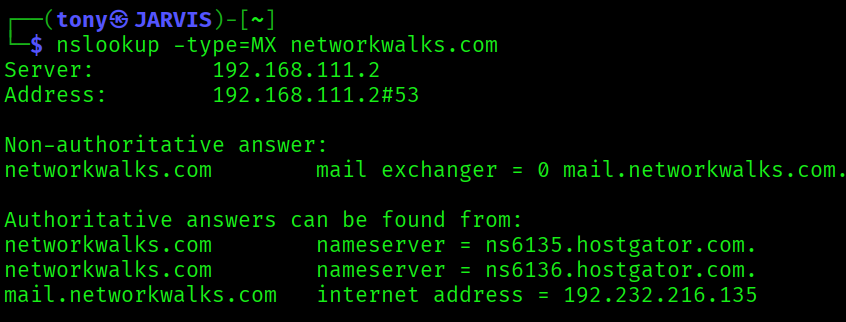 ┌──(tony㉿JARVIS)-[~]
└─$ nslookup -type=MX networkwalks.com
Server:         192.168.111.2
Address:        192.168.111.2#53

Non-authoritative answer:
networkwalks.com        mail exchanger = 0 mail.networkwalks.com.

Authoritative answers can be found from:
networkwalks.com        nameserver = ns6135.hostgator.com.
networkwalks.com        nameserver = ns6136.hostgator.com.
mail.networkwalks.com   internet address = 192.232.216.135